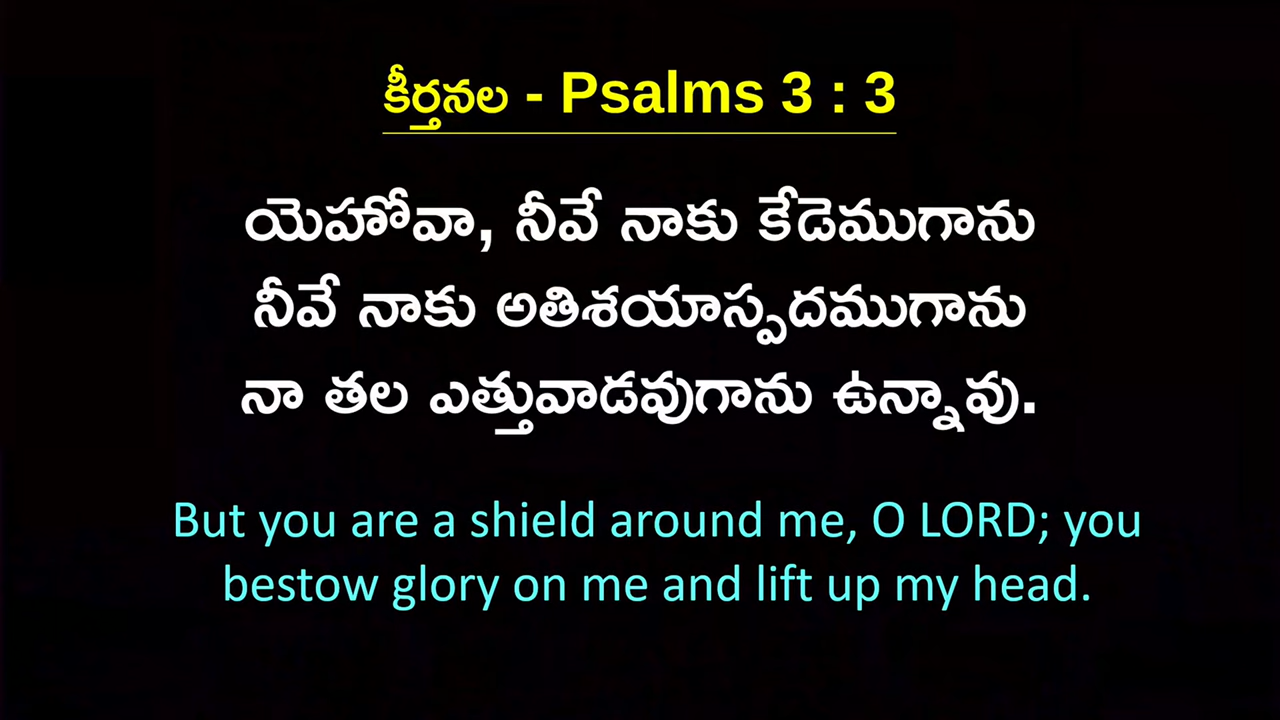 కీర్తనల - Psalms 3 : 3
యెహోవా, నీవే నాకు కేడెముగాను
నీవే నాకు అతిశయాస్పదముగాను
నా తల ఎత్తువాడవుగాను ఉన్నావు.
But you are a shield around me, O LORD; you
bestow glory on me and lift up my head.